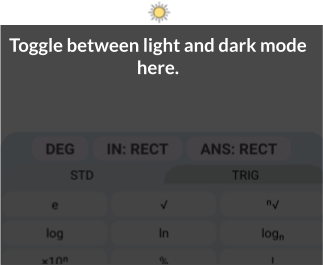 Toggle between light and dark mode
here.
DEG IN: RECT ANS: RECT
STD TRIG
e √ ⁿ√
log ln logₙ
×10ⁿ % !